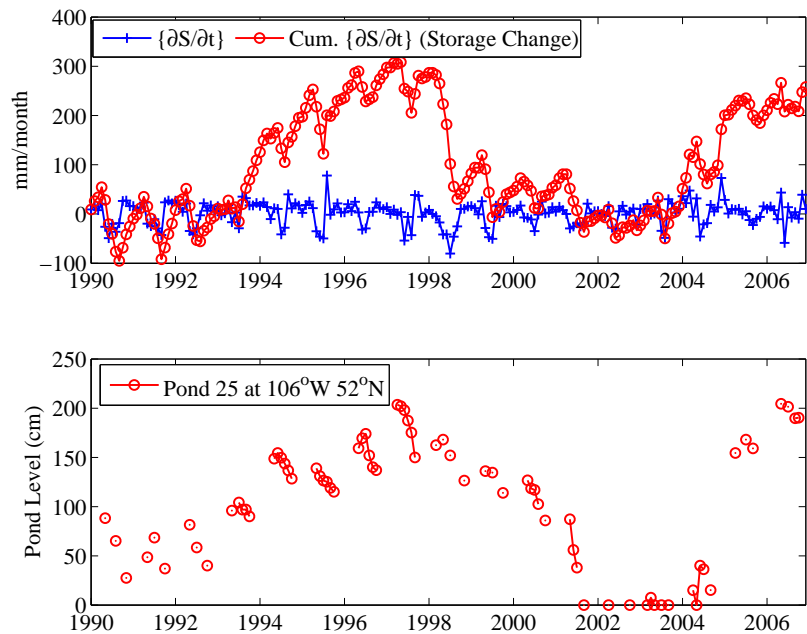 400
300
200
100
0
−100
mm/month
{∂S/∂t} Cum. {∂S/∂t} (Storage Change)
1990 1992 1994 1996 1998 2000 2002 2004 2006
250
200
150
100
50
0
Pond Level (cm)
Pond 25 at 106°W 52°N
1990 1992 1994 1996 1998 2000 2002 2004 2006